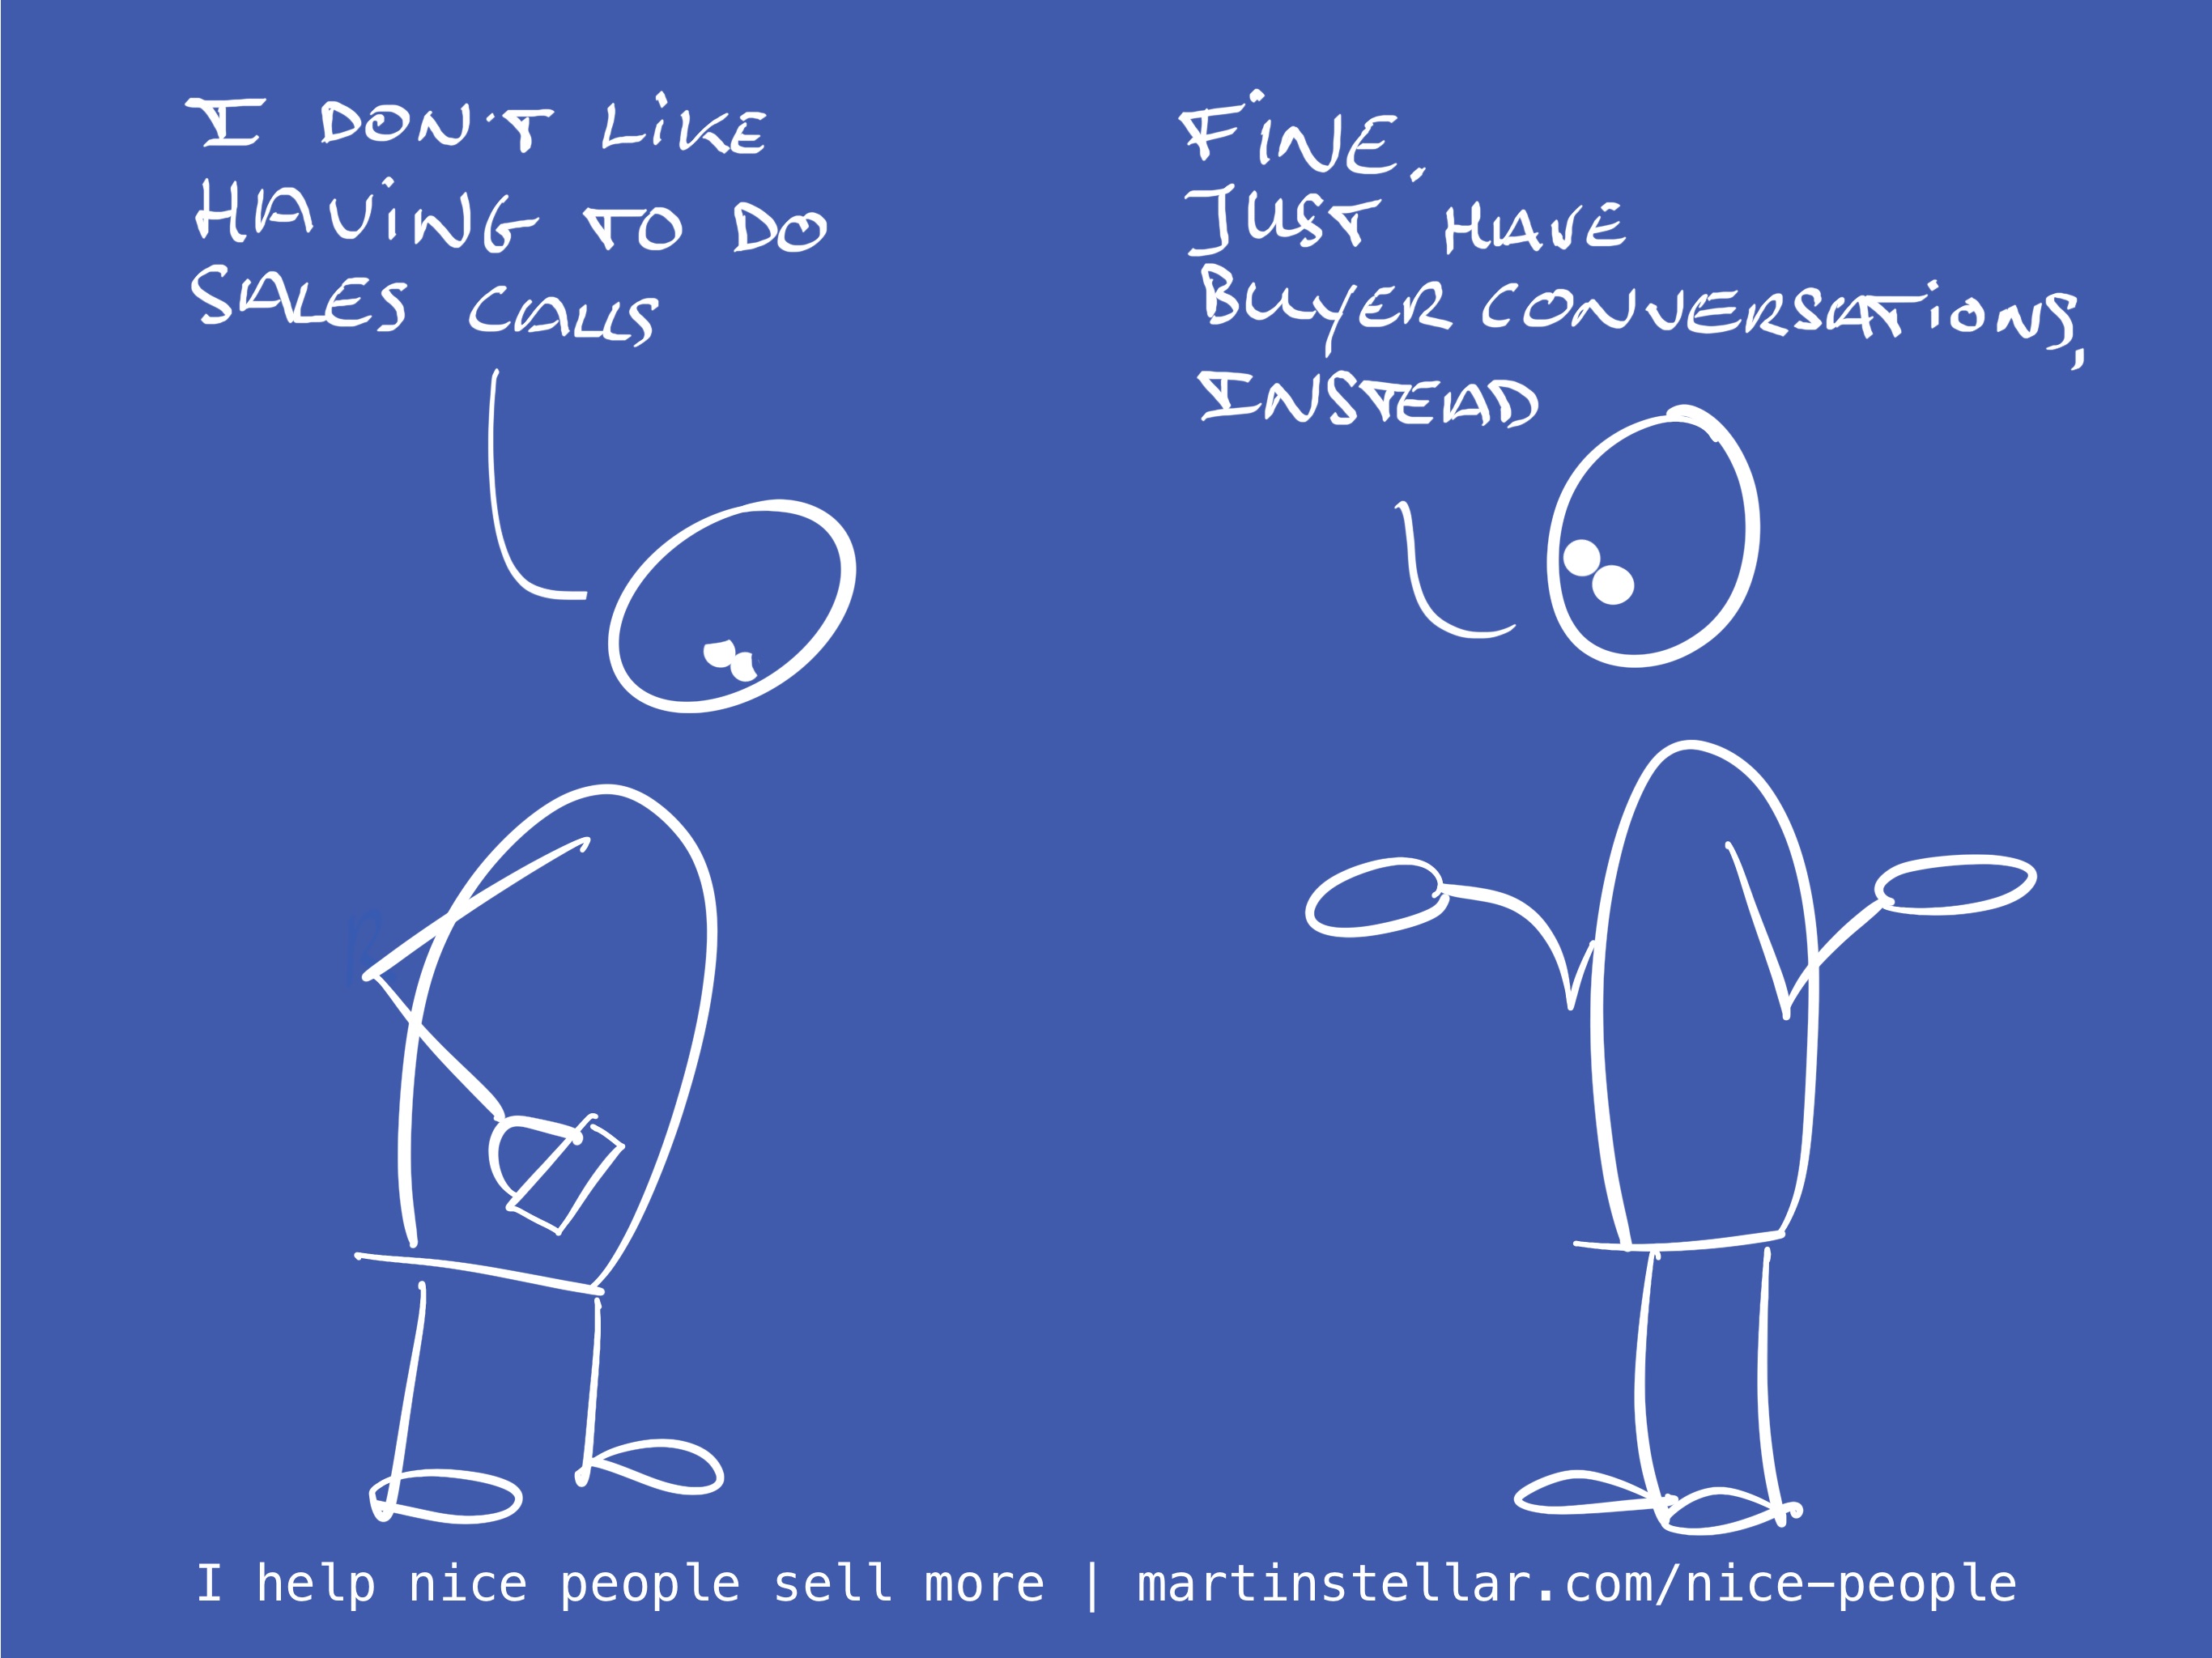 I DON'T LiKE
HAViNG TO DO
SALES CALLS
FiNE,
JUST HAVE
BUYER CONVERSATiONS,
INSTEAD
I help nice people sell more | martinstellar.com/nice-people